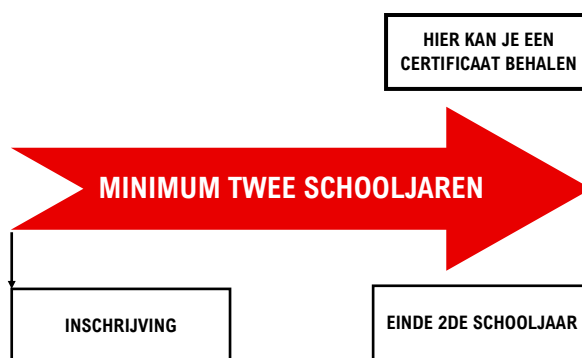 HIER KAN JE EEN
CERTIFICAAT BEHALEN
MINIMUM TWEE SCHOOLJAREN
INSCHRIJVING
EINDE 2DE SCHOOLJAAR